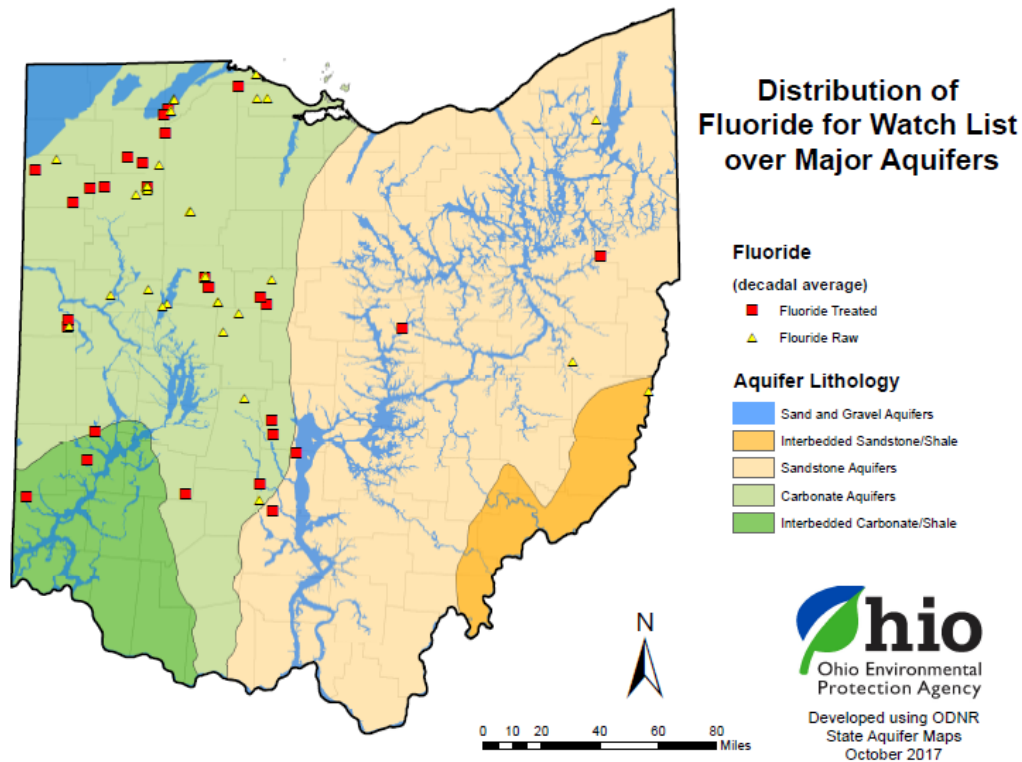 Distribution of
Fluoride for Watch List
over Major Aquifers
Fluoride
(decadal average)
Fluoride Treated
Flouride Raw
Aquifer Lithology
Sand and Gravel Aquifers
Interbedded Sandstone/Shale
Sandstone Aquifers
Carbonate Aquifers
Interbedded Carbonate/Shale
N
0 10 20 40 60 80
Miles
Ohio
Ohio Environmental
Protection Agency
Developed using ODNR
State Aquifer Maps
October 2017